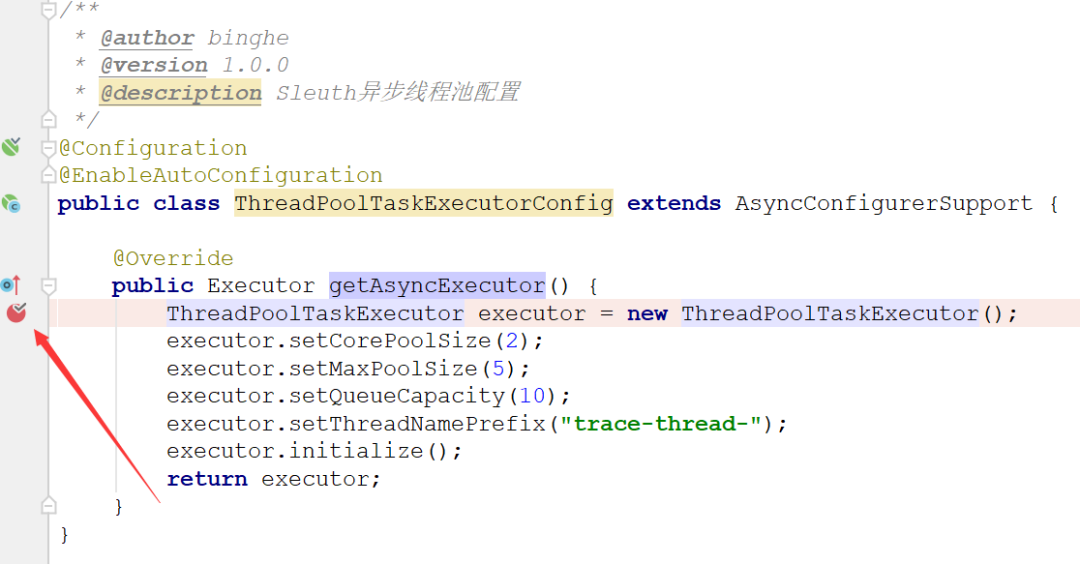 /**
 * @author binghe
 * @version 1.0.0
 * @description Sleuth异步线程池配置
 */
@Configuration
@EnableAutoConfiguration
public class ThreadPoolTaskExecutorConfig extends AsyncConfigurerSupport {
    @Override
    public Executor getAsyncExecutor() {
        ThreadPoolTaskExecutor executor = new ThreadPoolTaskExecutor();
        executor.setCorePoolSize(2);
        executor.setMaxPoolSize(5);
        executor.setQueueCapacity(10);
        executor.setThreadNamePrefix("trace-thread-");
        executor.initialize();
        return executor;
    }
}